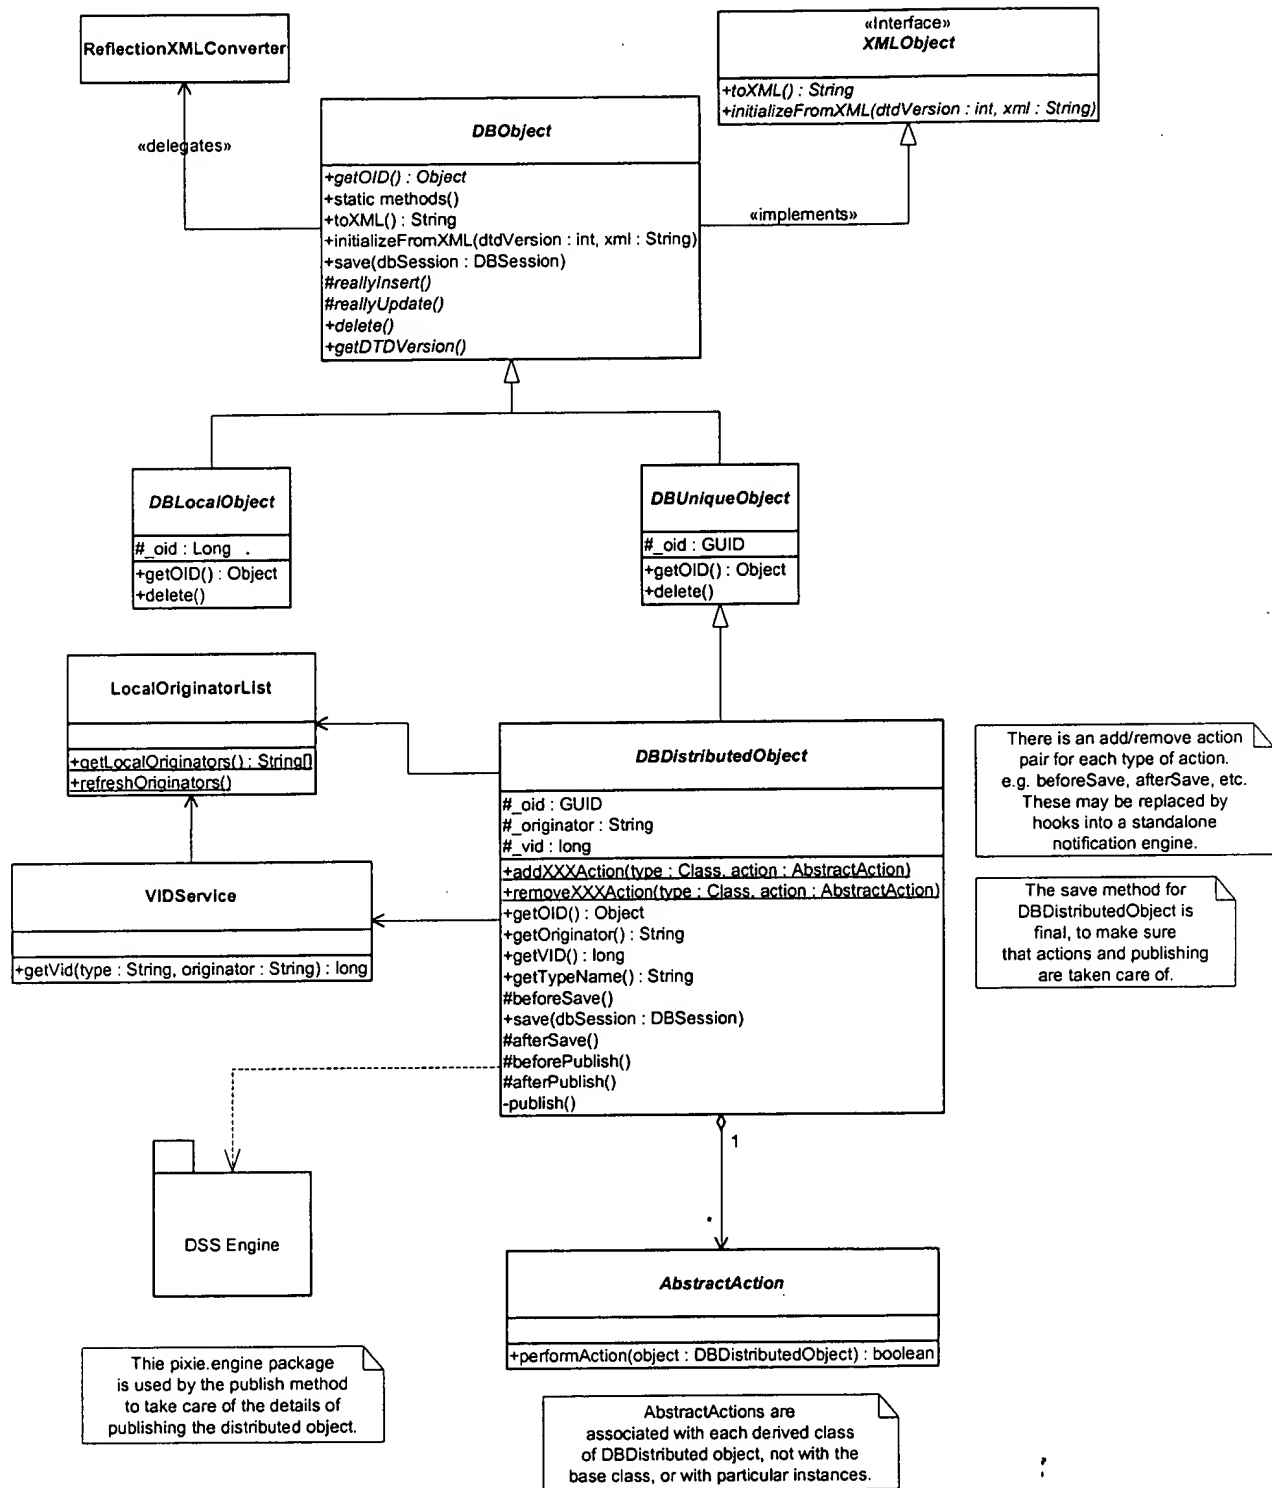 ReflectionXMLConverter
«Interface»
XMLObject
+toXML() : String
+initializeFromXML(dtdVersion : int, xml : String)
«delegates»
DBObject
+getOID() : Object
+static methods()
+toXML() : String
+initializeFromXML(dtdVersion : int, xml : String)
+save(dbSession : DBSession)
#reallyInsert()
#reallyUpdate()
+delete()
+getDTDVersion()
«implements»
DBLocalObject
#_oid : Long
+getOID() : Object
+delete()
DBUniqueObject
#_oid : GUID
+getOID() : Object
+delete()
LocalOriginatorList
+getLocalOriginators() : String[]
+refreshOriginators()
VIDService
+getVid(type : String, originator : String) : long
DBDistributedObject
#_oid : GUID
#_originator : String
#_vid : long
+addXXXAction(type : Class, action : AbstractAction)
+removeXXXAction(type : Class, action : AbstractAction)
+getOID() : Object
+getOriginator() : String
+getVID() : long
+getTypeName() : String
#beforeSave()
+save(dbSession : DBSession)
#afterSave()
#beforePublish()
#afterPublish()
-publish()
There is an add/remove action
pair for each type of action.
e.g. beforeSave, afterSave, etc.
These may be replaced by
hooks into a standalone
notification engine.
The save method for
DBDistributedObject is
final, to make sure
that actions and publishing
are taken care of.
1
*
DSS Engine
AbstractAction
+performAction(object : DBDistributedObject) : boolean
Thie pixie.engine package
is used by the publish method
to take care of the details of
publishing the distributed object.
AbstractActions are
associated with each derived class
of DBDistributed object, not with the
base class, or with particular instances.